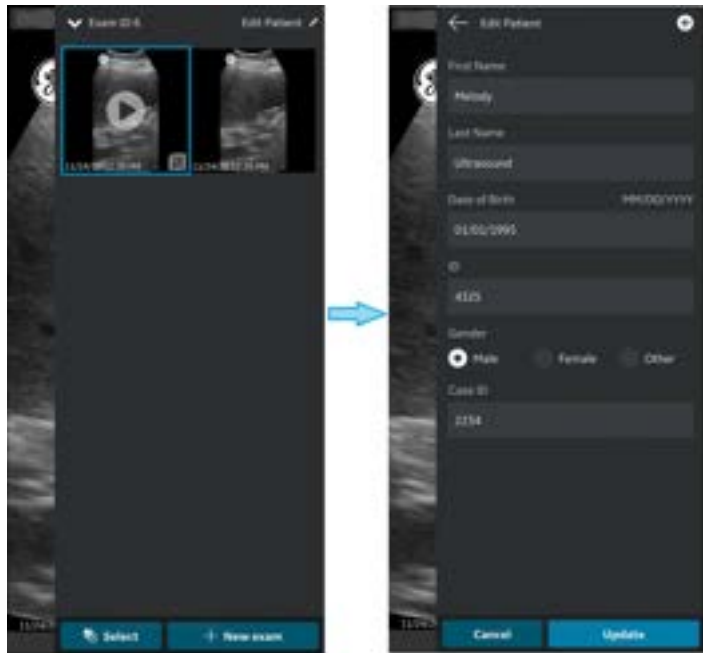 Exam ID 6
Edit Patient
Select
New exam
Edit Patient
First Name
Melody
Last Name
Ultrasound
Date of Birth
MM/DD/YYYY
01/01/1995
ID
4325
Gender
Male
Female
Other
Case ID
2154
Cancel
Update